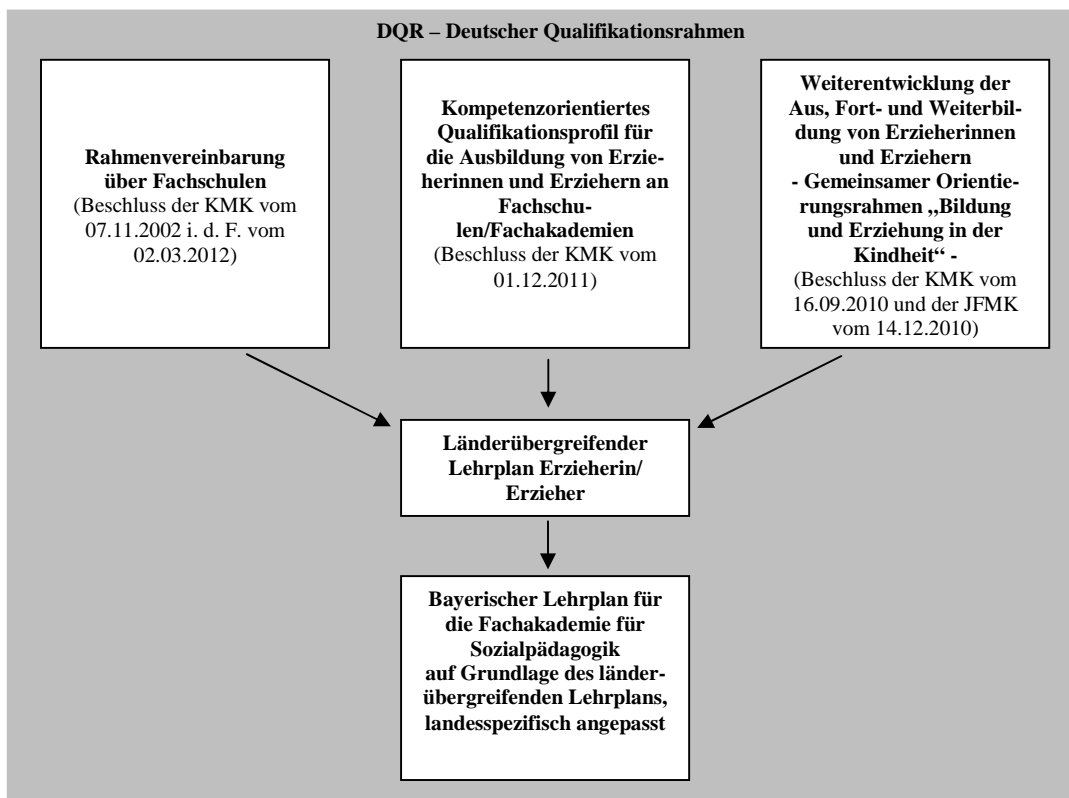 DQR – Deutscher Qualifikationsrahmen
Rahmenvereinbarung
über Fachschulen
(Beschluss der KMK vom
07.11.2002 i. d. F. vom
02.03.2012)
Kompetenzorientiertes
Qualifikationsprofil für
die Ausbildung von Erzie-
herinnen und Erziehern an
Fachschu-
len/Fachakademien
(Beschluss der KMK vom
01.12.2011)
Weiterentwicklung der
Aus, Fort- und Weiterbil-
dung von Erzieherinnen
und Erziehern
- Gemeinsamer Orientie-
rungsrahmen „Bildung
und Erziehung in der
Kindheit“ -
(Beschluss der KMK vom
16.09.2010 und der JFMK
vom 14.12.2010)
Länderübergreifender
Lehrplan Erzieherin/
Erzieher
Bayerischer Lehrplan für
die Fachakademie für
Sozialpädagogik
auf Grundlage des länder-
übergreifenden Lehrplans,
landesspezifisch angepasst